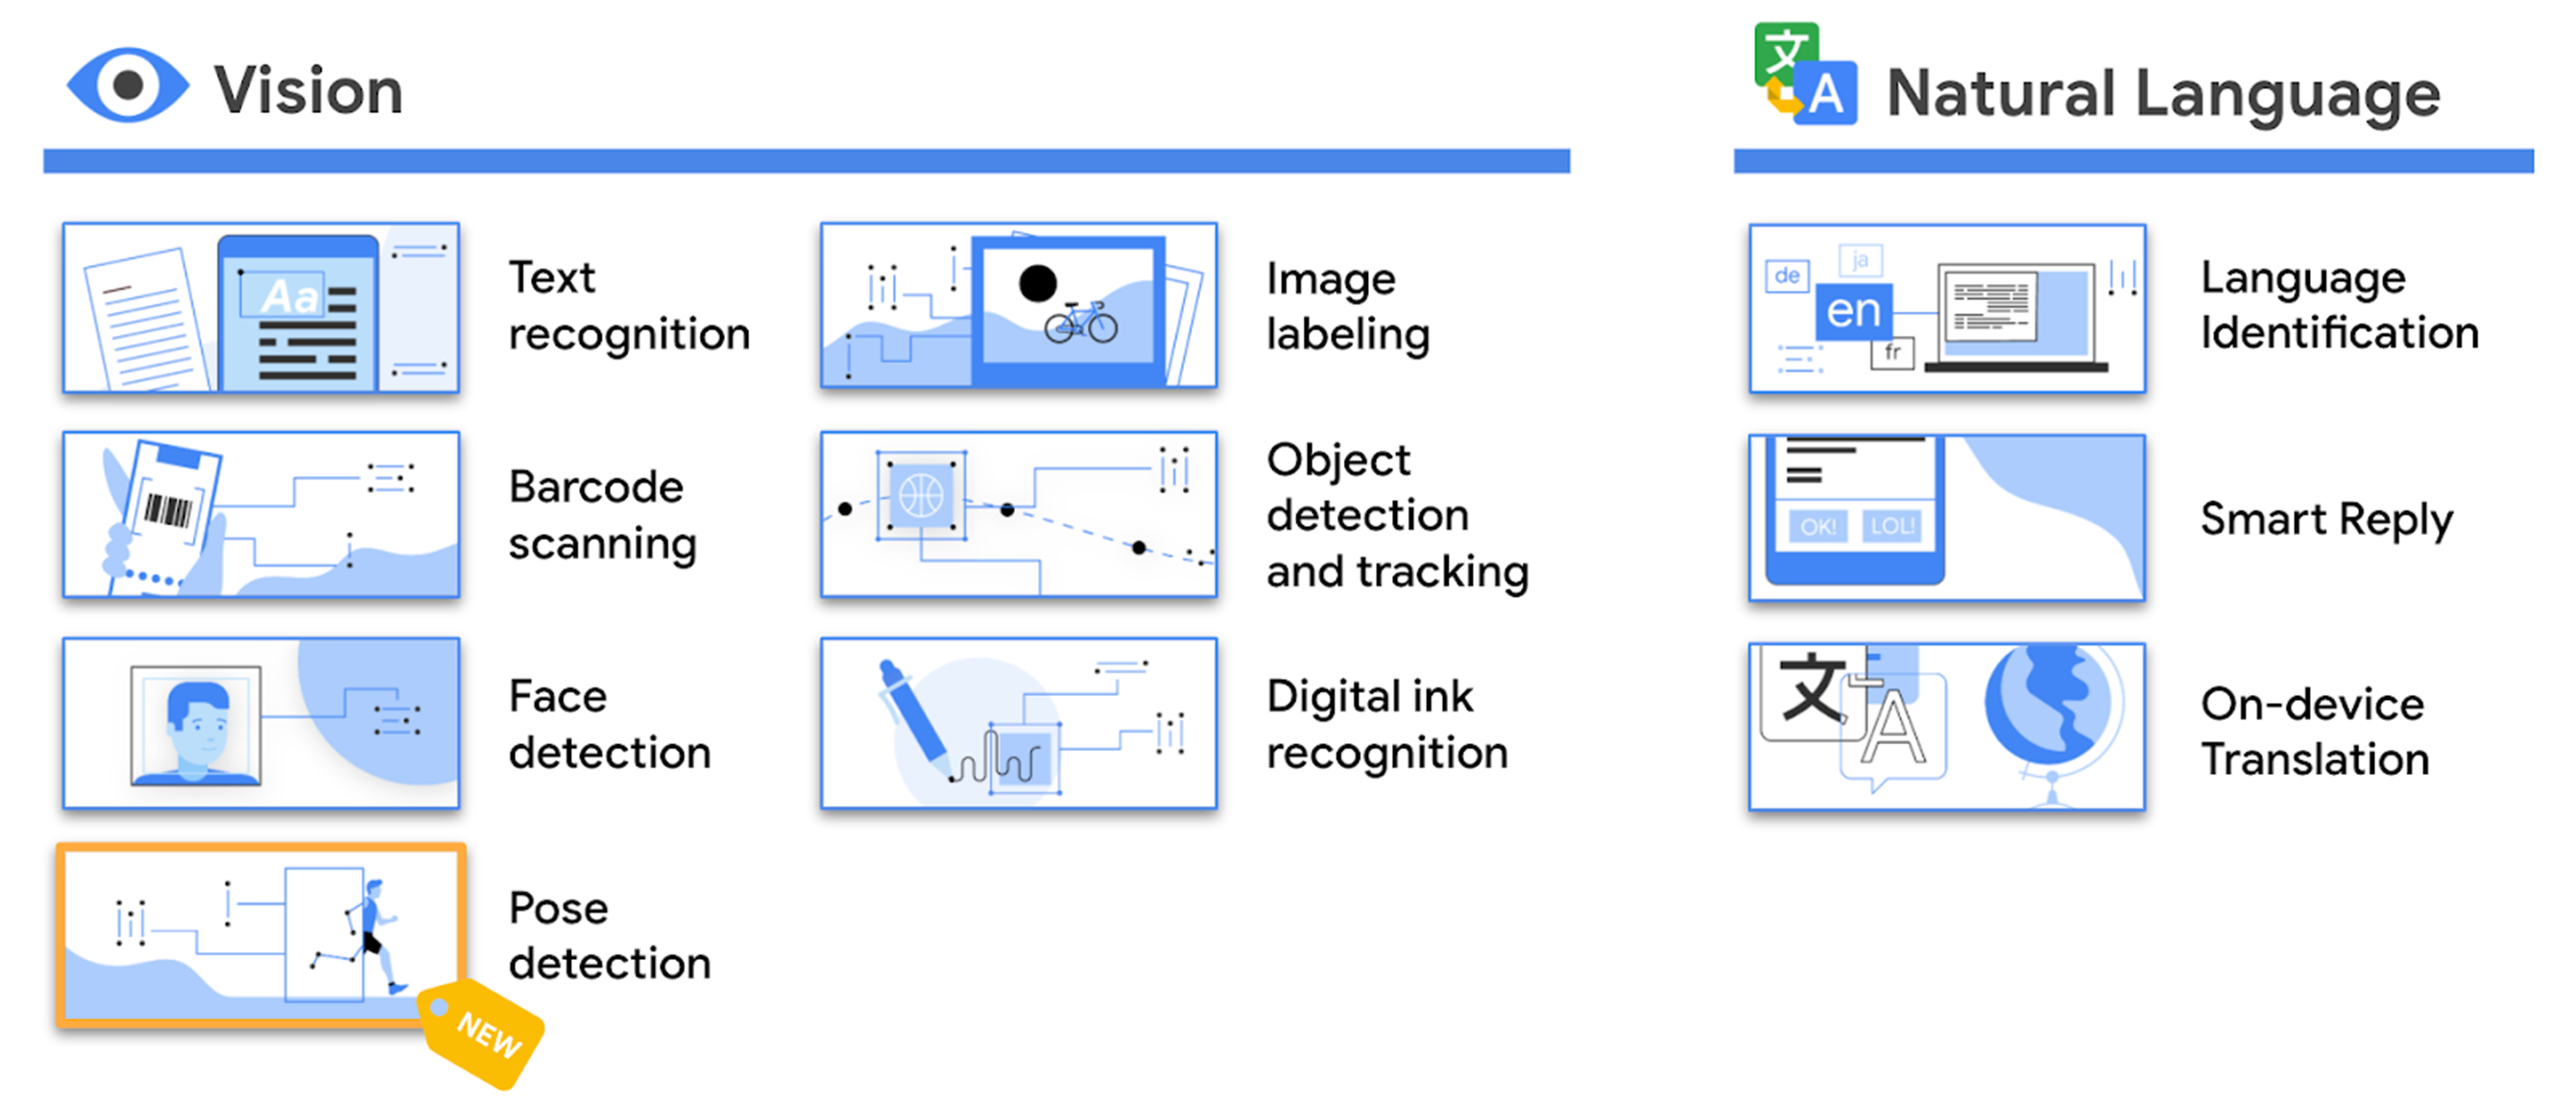 文
A
Vision
Natural Language
Aa
Text
recognition
Image
labeling
de
ja
en
fr
Language
Identification
Barcode
scanning
Object
detection
and tracking
OK!
LOL!
Smart Reply
Face
detection
Digital ink
recognition
文
A
On-device
Translation
Pose
detection
NEW